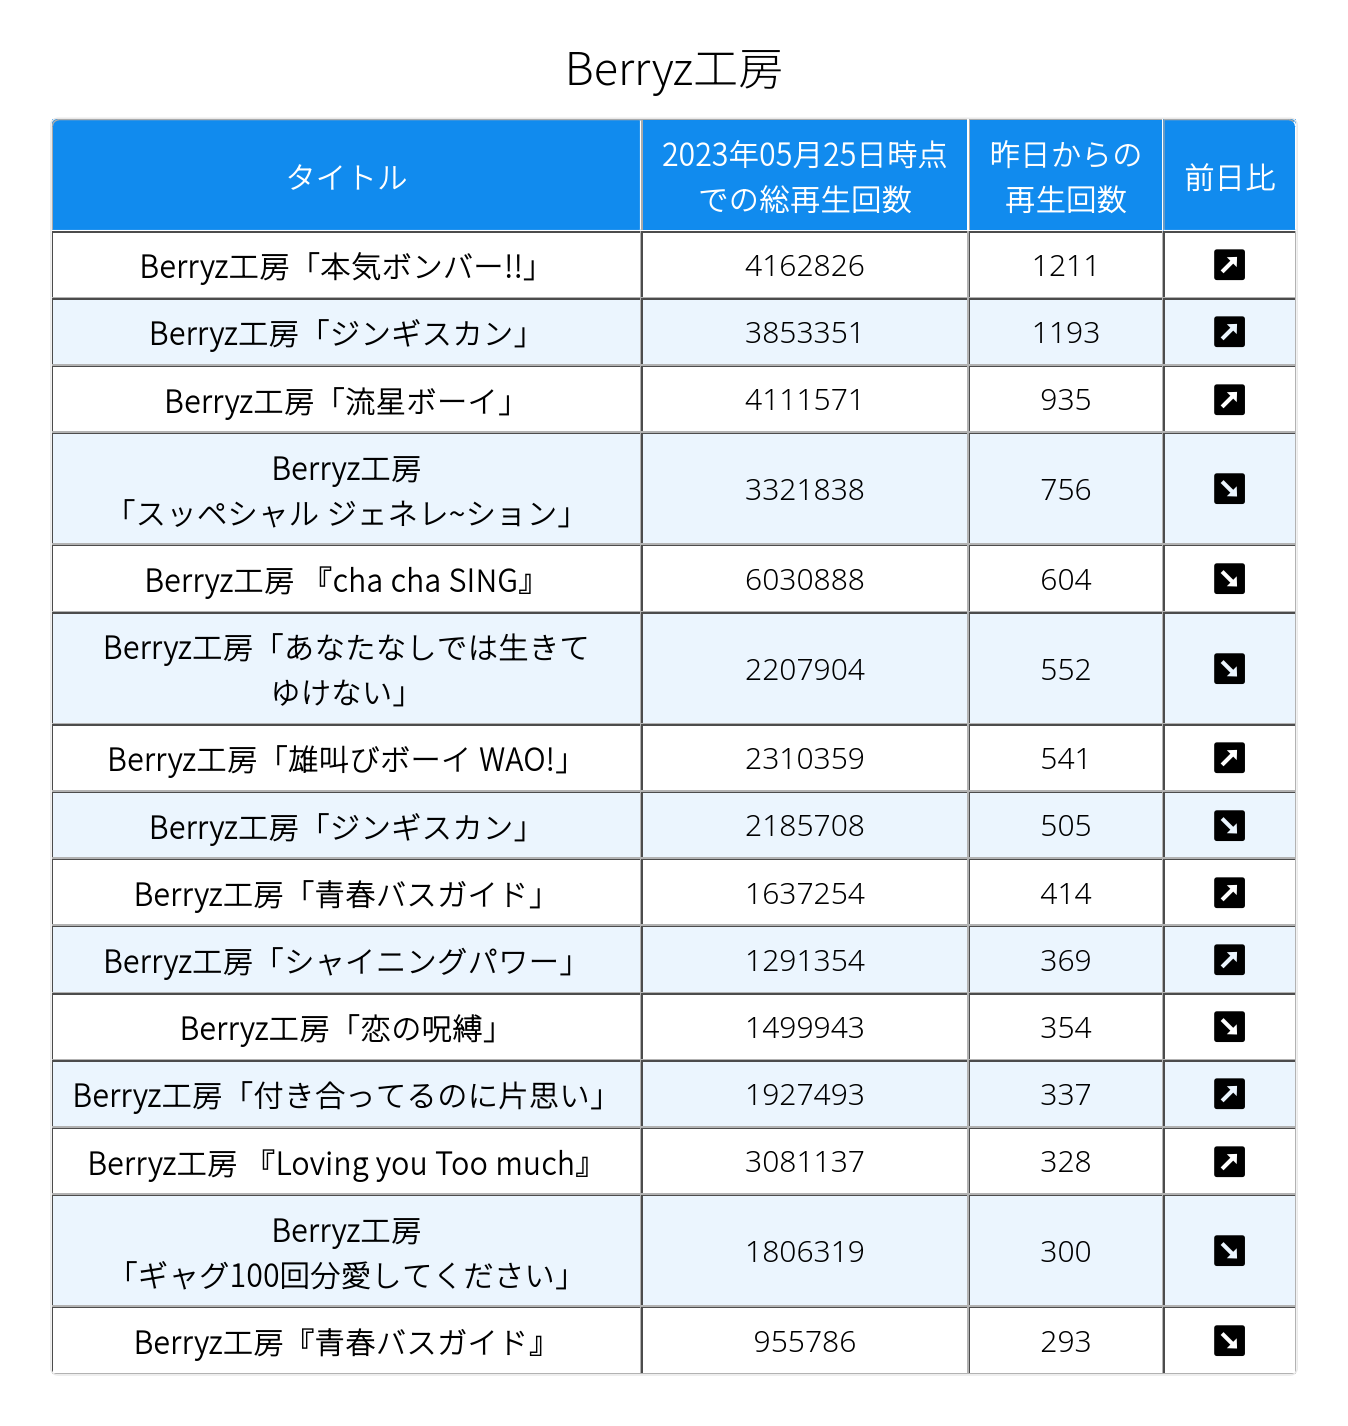 Berryz工房
タイトル
2023年05月25日時点
での総再生回数
昨日からの
再生回数
前日比
Berryz工房「本気ボンバー!!」 4162826 1211 ↗
Berryz工房「ジンギスカン」 3853351 1193 ↗
Berryz工房「流星ボーイ」 4111571 935 ↗
Berryz工房
「スッペシャル ジェネレ~ション」 3321838 756 ↘
Berryz工房 『cha cha SING』 6030888 604 ↘
Berryz工房「あなたなしでは生きて
ゆけない」 2207904 552 ↘
Berryz工房「雄叫びボーイ WAO!」 2310359 541 ↗
Berryz工房「ジンギスカン」 2185708 505 ↘
Berryz工房「青春バスガイド」 1637254 414 ↗
Berryz工房「シャイニングパワー」 1291354 369 ↗
Berryz工房「恋の呪縛」 1499943 354 ↘
Berryz工房「付き合ってるのに片思い」 1927493 337 ↗
Berryz工房 『Loving you Too much』 3081137 328 ↗
Berryz工房
「ギャグ100回分愛してください」 1806319 300 ↘
Berryz工房『青春バスガイド』 955786 293 ↘